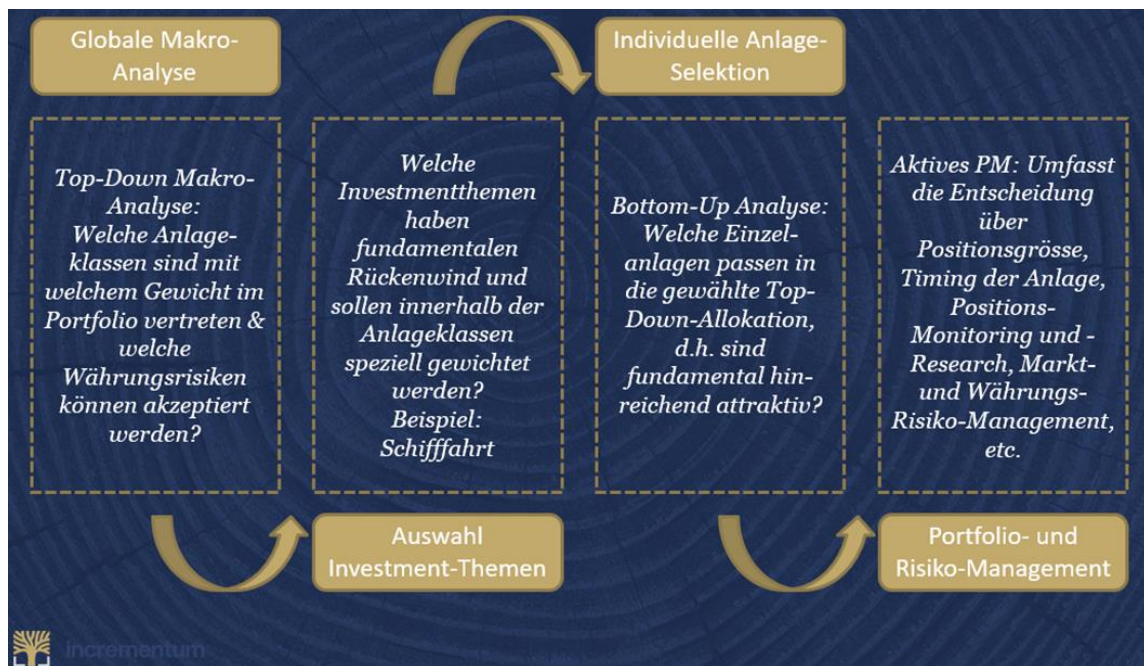 Globale Makro-
Analyse
Top-Down Makro-
Analyse:
Welche Anlage-
klassen sind mit
welchem Gewicht im
Portfolio vertreten &
welche
Währungsrisiken
können akzeptiert
werden?
Auswahl
Investment-Themen
Welche
Investmentthemen
haben
fundamentalen
Rückenwind und
sollen innerhalb der
Anlageklassen
speziell gewichtet
werden?
Beispiel:
Schifffahrt
Individuelle Anlage-
Selektion
Bottom-Up Analyse:
Welche Einzel-
anlagen passen in
die gewählte Top-
Down-Allokation,
d.h. sind
fundamental hin-
reichend attraktiv?
Portfolio- und
Risiko-Management
Aktives PM: Umfasst
die Entscheidung
über
Positionsgrösse,
Timing der Anlage,
Positions-
Monitoring und -
Research, Markt-
und Währungs-
Risiko-Management,
etc.
incrementum